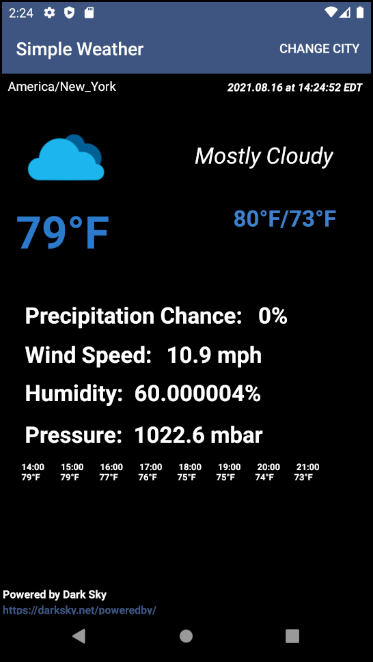 2:24
Simple Weather CHANGE CITY
America/New_York 2021.08.16 at 14:24:52 EDT
Mostly Cloudy
79°F 80°F/73°F
Precipitation Chance: 0%
Wind Speed: 10.9 mph
Humidity: 60.000004%
Pressure: 1022.6 mbar
14:00 15:00 16:00 17:00 18:00 19:00 20:00 21:00
79°F 79°F 77°F 76°F 75°F 75°F 74°F 73°F
Powered by Dark Sky
https://darksky.net/poweredby/